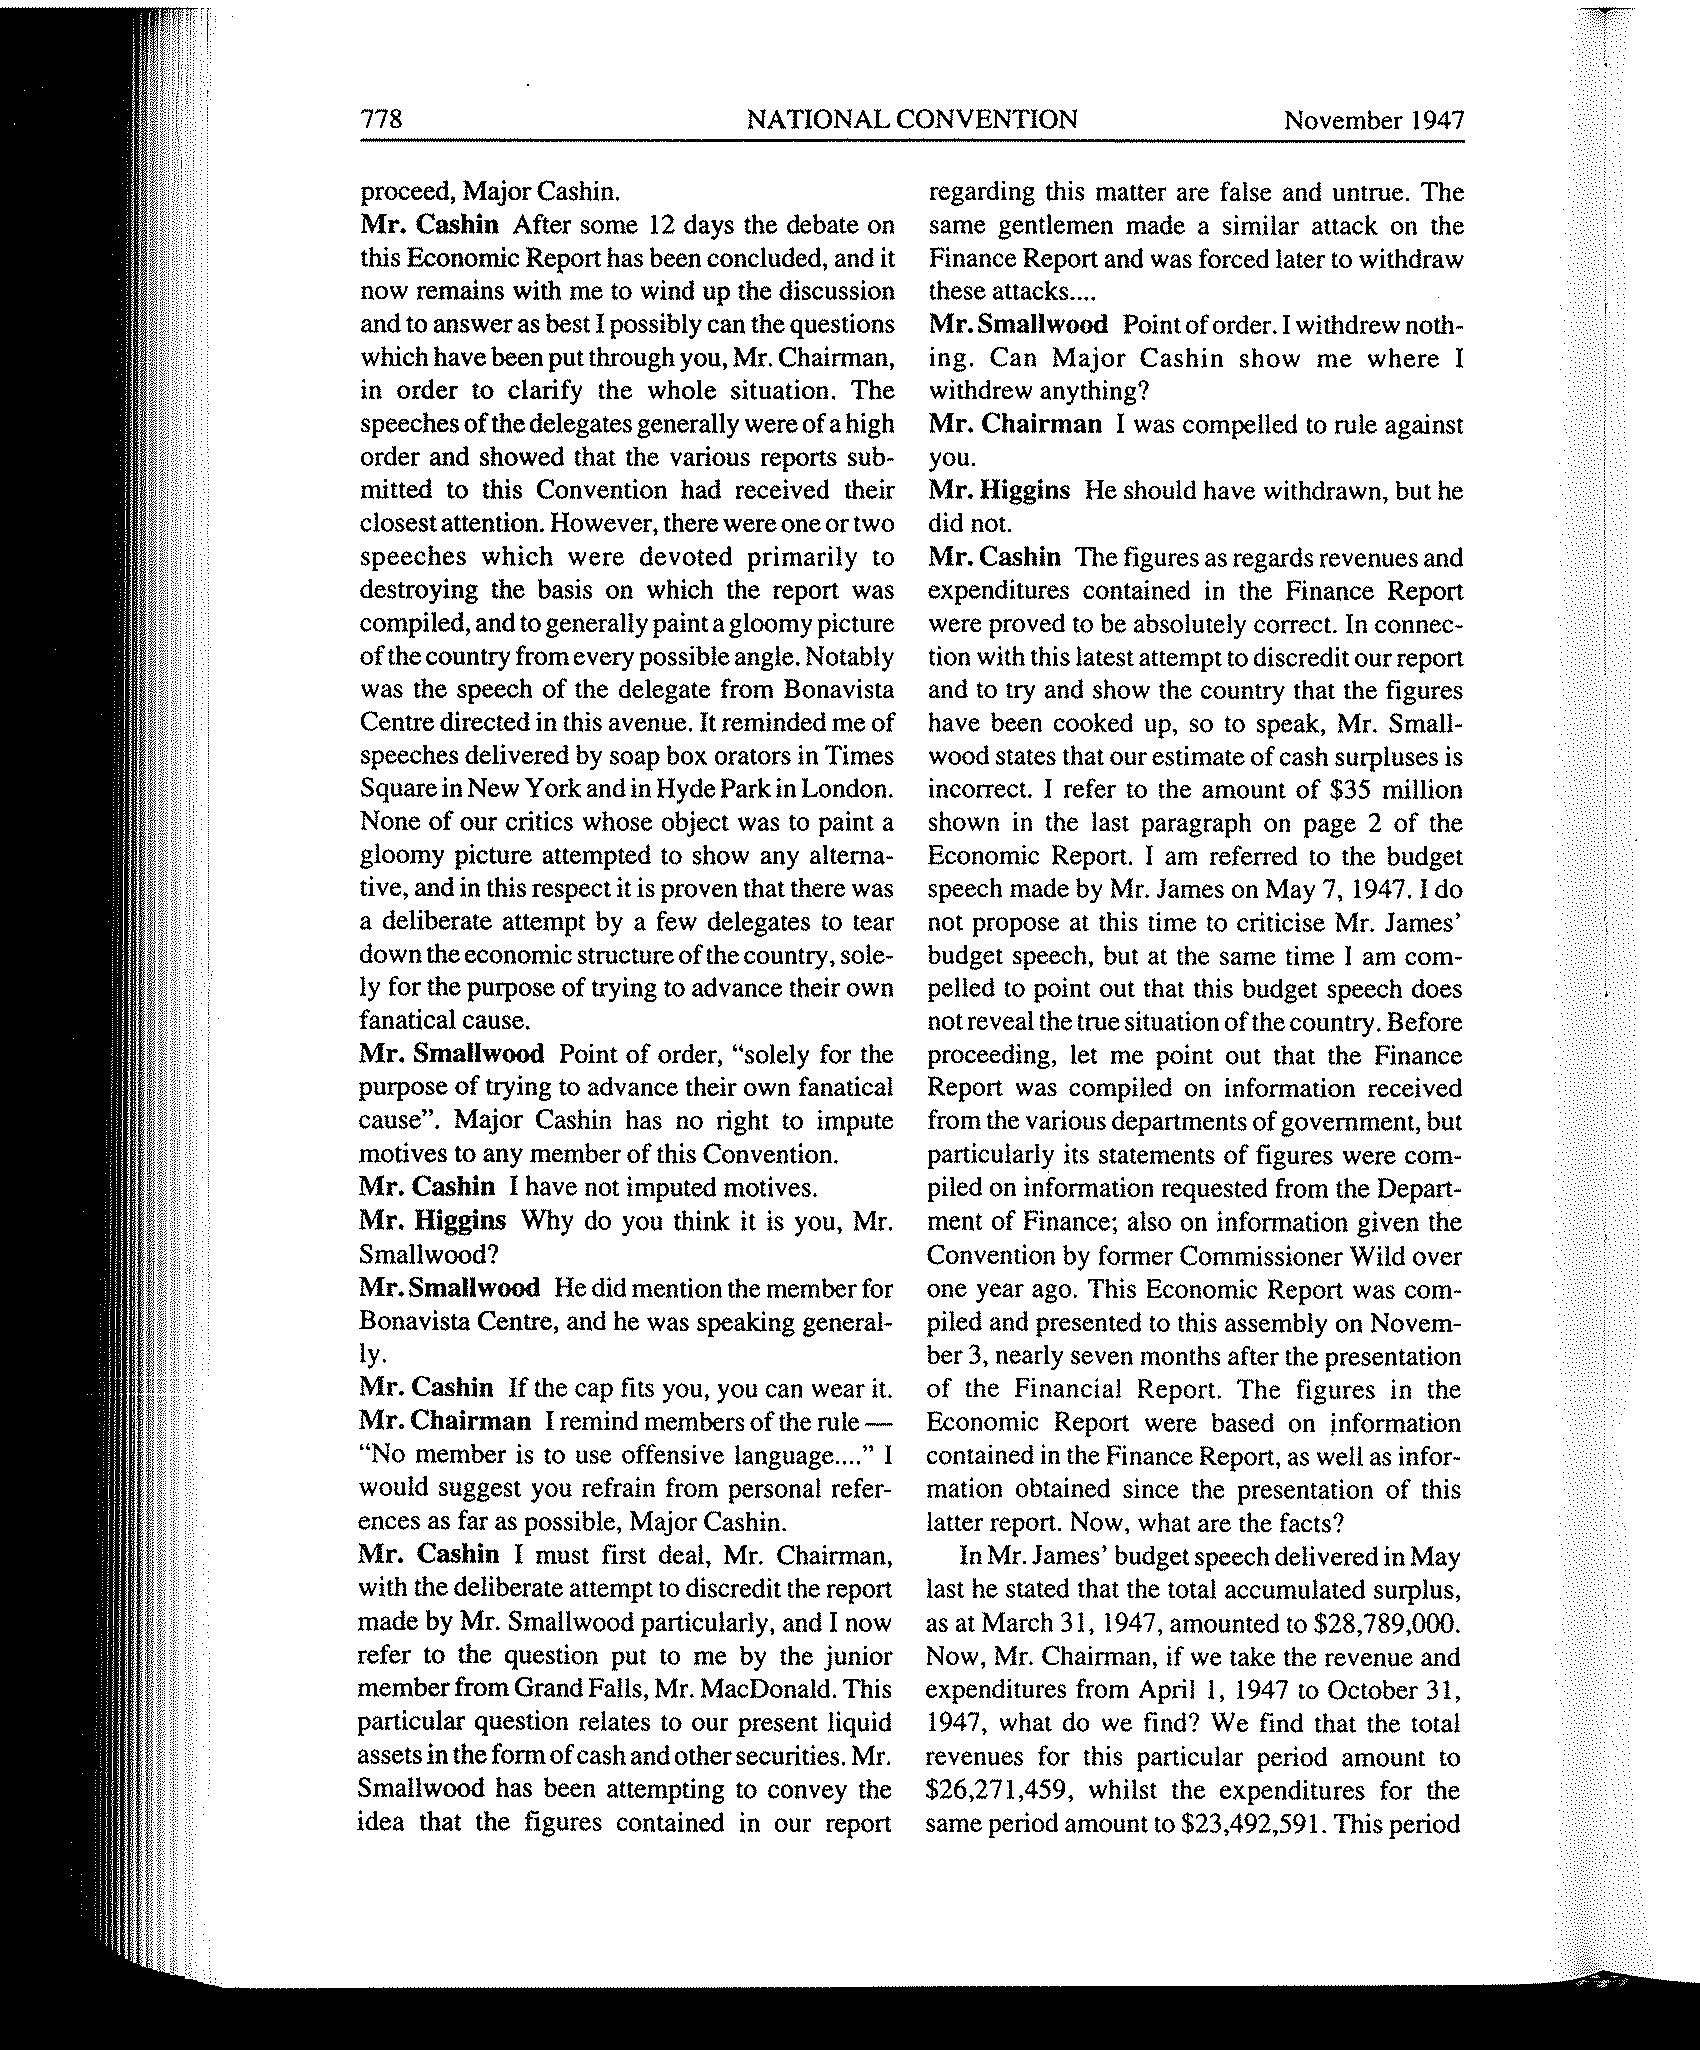 778 NATIONAL CONVENTION November 1947
proceed, Major Cashin.
Mr. Cashin After some 12 days the debate on
this Economic Report has been concluded, and it
now remains with me to wind up the discussion
and to answer as best I possibly can the questions
which have been put through you, Mr. Chairman,
in order to clarify the whole situation. The
speeches of the delegates generally were of a high
order and showed that the various reports sub-
mitted to this Convention had received their
closest attention. However, there were one or two
speeches which were devoted primarily to
destroying the basis on which the report was
compiled, and to generally paint a gloomy picture
of the country from every possible angle. Notably
was the speech of the delegate from Bonavista
Centre directed in this avenue. It reminded me of
speeches delivered by soap box orators in Times
Square in New York and in Hyde Park in London.
None of our critics whose object was to paint a
gloomy picture attempted to show any alterna-
tive, and in this respect it is proven that there was
a deliberate attempt by a few delegates to tear
down the economic structure of the country, sole-
ly for the purpose of trying to advance their own
fanatical cause.
Mr. Smallwood Point of order, “solely for the
purpose of trying to advance their own fanatical
cause”. Major Cashin has no right to impute
motives to any member of this Convention.
Mr. Cashin I have not imputed motives.
Mr. Higgins Why do you think it is you, Mr.
Smallwood?
Mr. Smallwood He did mention the member for
Bonavista Centre, and he was speaking general-
ly.
Mr. Cashin If the cap fits you, you can wear it.
Mr. Chairman I remind members of the rule —
“No member is to use offensive language....” I
would suggest you refrain from personal refer-
ences as far as possible, Major Cashin.
Mr. Cashin I must first deal, Mr. Chairman,
with the deliberate attempt to discredit the report
made by Mr. Smallwood particularly, and I now
refer to the question put to me by the junior
member from Grand Falls, Mr. MacDonald. This
particular question relates to our present liquid
assets in the form of cash and other securities. Mr.
Smallwood has been attempting to convey the
idea that the figures contained in our report
regarding this matter are false and untrue. The
same gentlemen made a similar attack on the
Finance Report and was forced later to withdraw
these attacks....
Mr. Smallwood Point of order. I withdrew noth-
ing. Can Major Cashin show me where I
withdrew anything?
Mr. Chairman I was compelled to rule against
you.
Mr. Higgins He should have withdrawn, but he
did not.
Mr. Cashin The figures as regards revenues and
expenditures contained in the Finance Report
were proved to be absolutely correct. In connec-
tion with this latest attempt to discredit our report
and to try and show the country that the figures
have been cooked up, so to speak, Mr. Small-
wood states that our estimate of cash surpluses is
incorrect. I refer to the amount of $35 million
shown in the last paragraph on page 2 of the
Economic Report. I am referred to the budget
speech made by Mr. James on May 7, 1947. I do
not propose at this time to criticise Mr. James’
budget speech, but at the same time I am com-
pelled to point out that this budget speech does
not reveal the true situation of the country. Before
proceeding, let me point out that the Finance
Report was compiled on information received
from the various departments of government, but
particularly its statements of figures were com-
piled on information requested from the Depart-
ment of Finance; also on information given the
Convention by former Commissioner Wild over
one year ago. This Economic Report was com-
piled and presented to this assembly on Novem-
ber 3, nearly seven months after the presentation
of the Financial Report. The figures in the
Economic Report were based on information
contained in the Finance Report, as well as infor-
mation obtained since the presentation of this
latter report. Now, what are the facts?
In Mr. James’ budget speech delivered in May
last he stated that the total accumulated surplus,
as at March 31, 1947, amounted to $28,789,000.
Now, Mr. Chairman, if we take the revenue and
expenditures from April 1, 1947 to October 31,
1947, what do we find? We find that the total
revenues for this particular period amount to
$26,271,459, whilst the expenditures for the
same period amount to $23,492,591. This period